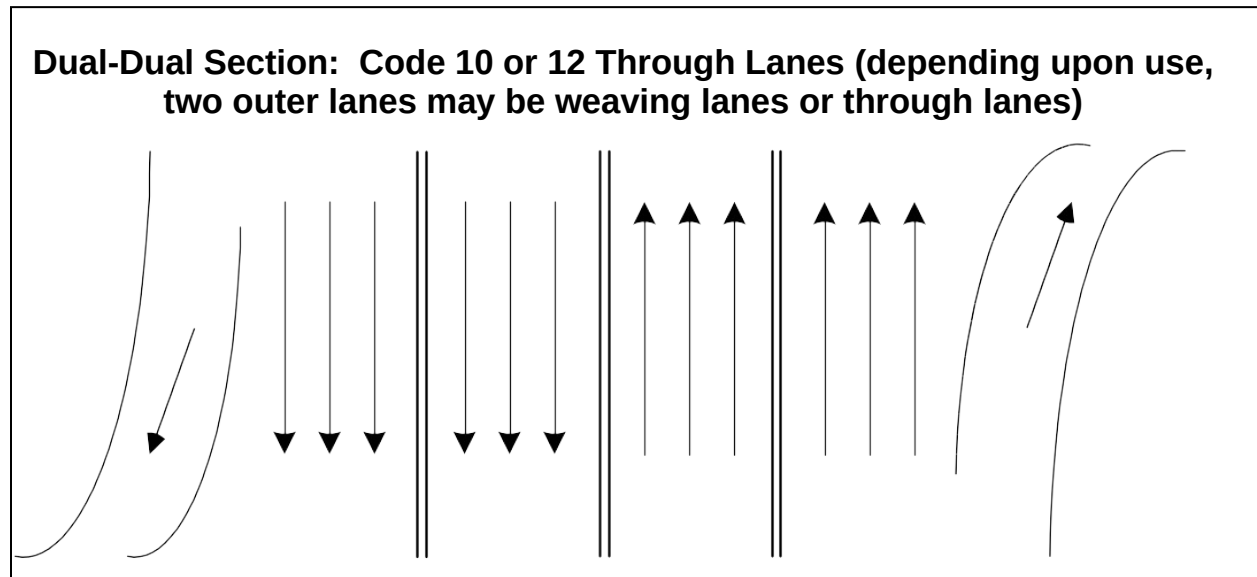 Dual-Dual Section:  Code 10 or 12 Through Lanes (depending upon use,
two outer lanes may be weaving lanes or through lanes)